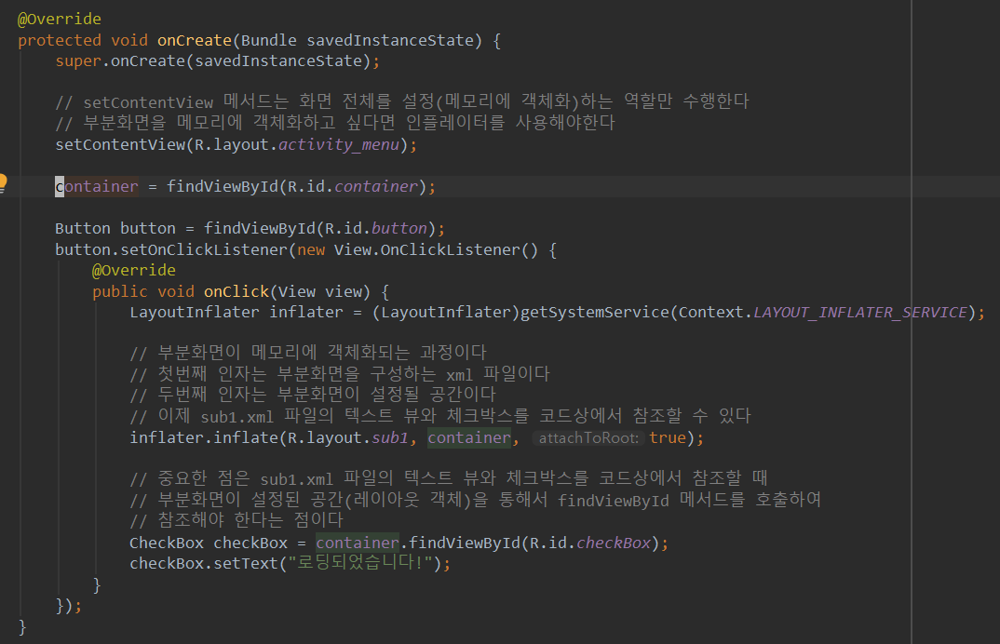 @Override
protected void onCreate(Bundle savedInstanceState) {
super.onCreate(savedInstanceState);
// setContentView 메서드는 화면 전체를 설정(메모리에 객체화)하는 역할만 수행한다
// 부분화면을 메모리에 객체화하고 싶다면 인플레이터를 사용해야한다
setContentView(R.layout.activity_menu);
container = findViewById(R.id.container);
Button button = findViewById(R.id.button);
button.setOnClickListener(new View.OnClickListener() {
@Override
public void onClick(View view) {
LayoutInflater inflater = (LayoutInflater)getSystemService(Context.LAYOUT_INFLATER_SERVICE);
// 부분화면이 메모리에 객체화되는 과정이다
// 첫번째 인자는 부분화면을 구성하는 xml 파일이다
// 두번째 인자는 부분화면이 설정될 공간이다
// 이제 sub1.xml 파일의 텍스트 뷰와 체크박스를 코드상에서 참조할 수 있다
inflater.inflate(R.layout.sub1, container, attachToRoot: true);
// 중요한 점은 sub1.xml 파일의 텍스트 뷰와 체크박스를 코드상에서 참조할 때
// 부분화면이 설정된 공간(레이아웃 객체)을 통해서 findViewById 메서드를 호출하여
// 참조해야 한다는 점이다
CheckBox checkBox = container.findViewById(R.id.checkBox);
checkBox.setText("로딩되었습니다!");
}
});
}